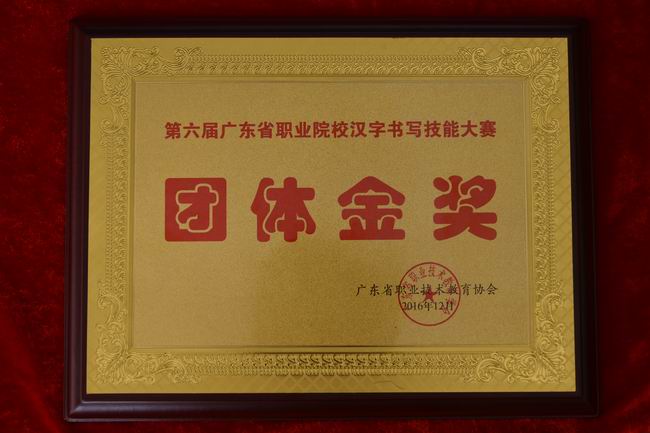 第六届广东省职业院校汉字书写技能大赛
团体金奖
广东省职业技术教育协会
2016年12月